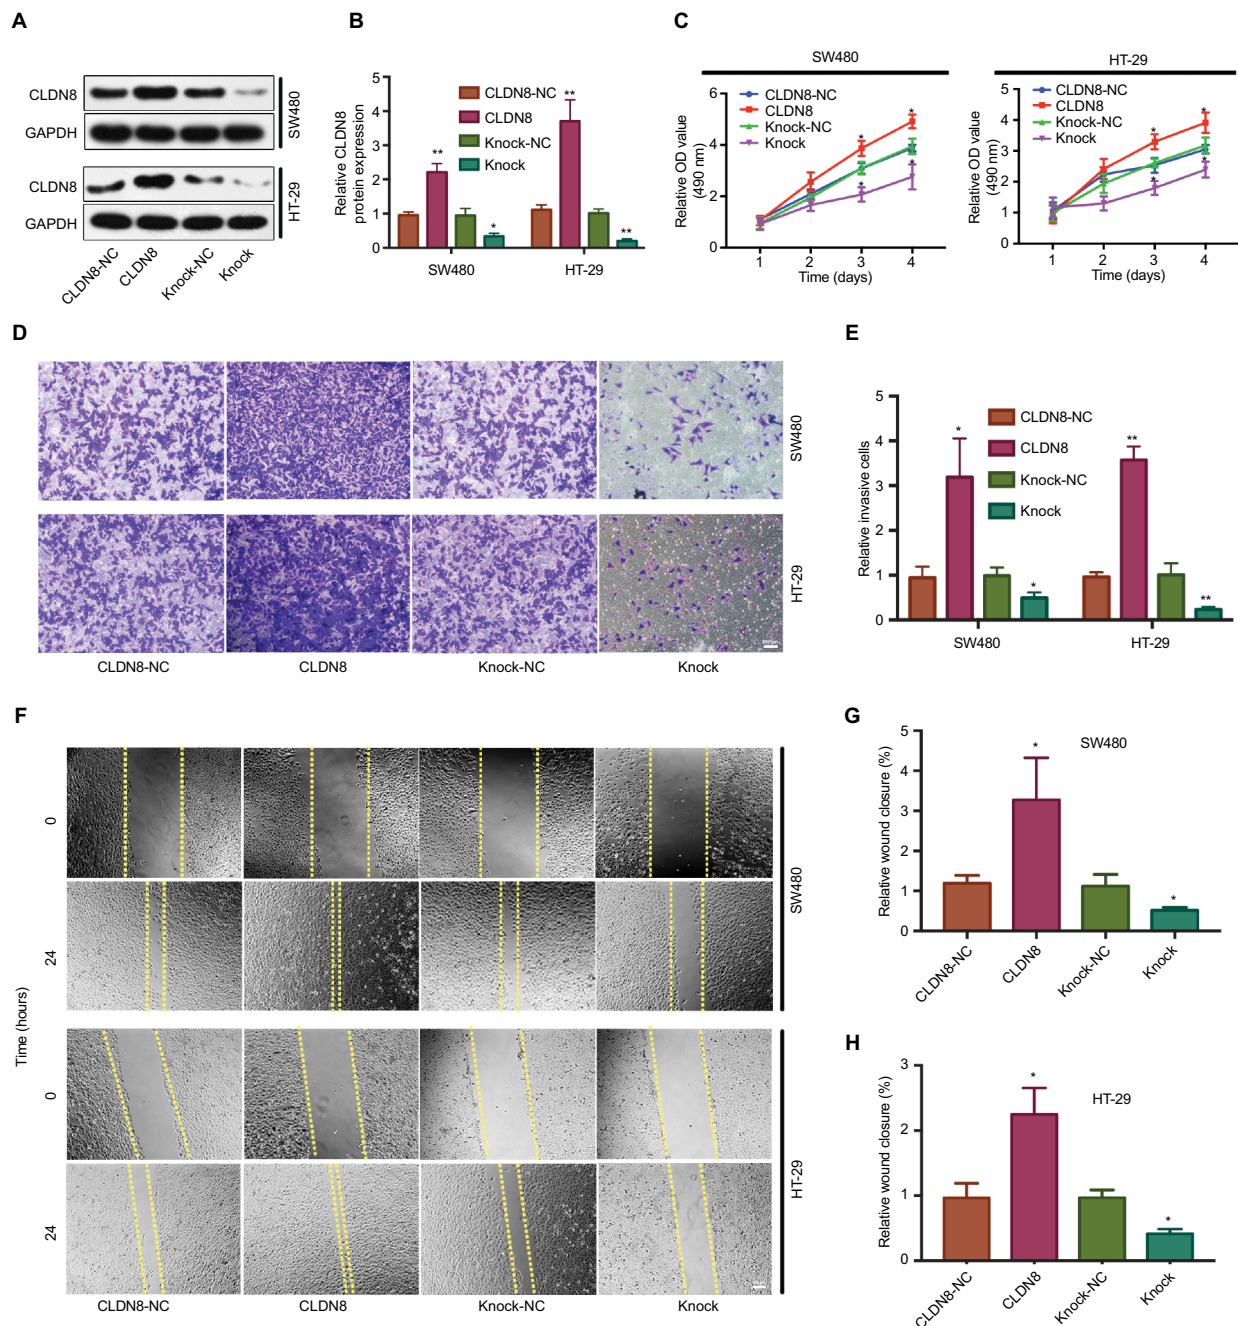 A
CLDN8
GAPDH
SW480
CLDN8
GAPDH
HT-29
CLDN8-NC
CLDN8
Knock-NC
Knock
B
Relative CLDN8
protein expression
5
4
3
2
1
0
CLDN8-NC
CLDN8
Knock-NC
Knock
**
*
**
**
SW480
HT-29
C
SW480
Relative OD value
(490 nm)
6
4
2
0
CLDN8-NC
CLDN8
Knock-NC
Knock
*
*
*
*
1 2 3 4
Time (days)
HT-29
Relative OD value
(490 nm)
5
4
3
2
1
0
CLDN8-NC
CLDN8
Knock-NC
Knock
*
*
*
*
1 2 3 4
Time (days)
D
SW480
HT-29
CLDN8-NC
CLDN8
Knock-NC
Knock
E
Relative invasive cells
5
4
3
2
1
0
CLDN8-NC
CLDN8
Knock-NC
Knock
*
*
**
**
SW480
HT-29
F
Time (hours)
0
24
SW480
0
24
HT-29
CLDN8-NC
CLDN8
Knock-NC
Knock
G
SW480
Relative wound closure (%)
5
4
3
2
1
0
*
*
CLDN8-NC
CLDN8
Knock-NC
Knock
H
HT-29
Relative wound closure (%)
3
2
1
0
*
*
CLDN8-NC
CLDN8
Knock-NC
Knock